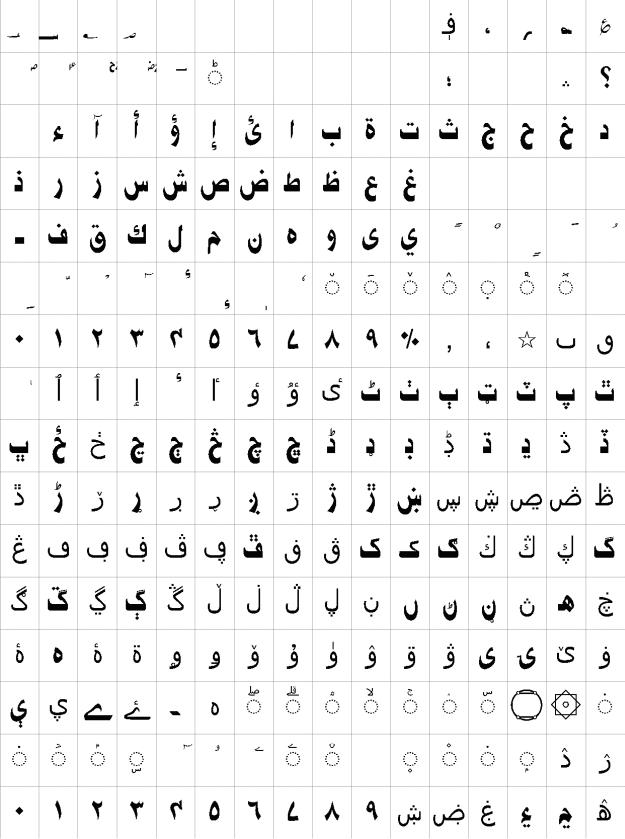 ؀ ؁ ؂ ؃ ؋ ، ؍ ؎ ؏
ؐ ؑ ؒ ؓ ؔ ؕ ؛ ؞ ؟
ء آ أ ؤ إ ئ ا ب ة ت ث ج ح خ د
ذ ر ز س ش ص ض ط ظ ع غ
ـ ف ق ك ل م ن ه و ى ي ً ٌ ٍ َ ُ
ِ ّ ْ ٓ ٔ ٕ ٖ ٗ ٘ ٙ ٚ ٛ ٜ ٝ ٞ
٠ ١ ٢ ٣ ٤ ٥ ٦ ٧ ٨ ٩ ٪ ٫ ٬ ٭ ٮ ٯ
ٰ ٱ ٲ ٳ ٴ ٵ ٶ ٷ ٸ ٹ ٺ ٻ ټ ٽ پ ٿ
ڀ ځ ڂ ڃ ڄ څ چ ڇ ڈ ډ ڊ ڋ ڌ ڍ ڎ ڏ
ڐ ڑ ڒ ړ ڔ ڕ ږ ڗ ژ ڙ ښ ڛ ڜ ڝ ڞ ڟ
ڠ ڡ ڢ ڣ ڤ ڥ ڦ ڧ ڨ ک ڪ ګ ڬ ڭ ڮ گ
ڰ ڱ ڲ ڳ ڴ ڵ ڶ ڷ ڸ ڹ ں ڻ ڼ ڽ ھ ڿ
ۀ ہ ۂ ۃ ۄ ۅ ۆ ۇ ۈ ۉ ۊ ۋ ی ۍ ێ ۏ
ې ۑ ے ۓ ۔ ە ۖ ۗ ۘ ۙ ۚ ۛ ۜ ۝ ۞ ۟
۠ ۡ ۢ ۣ ۤ ۥ ۦ ۧ ۨ ۪ ۫ ۬ ۭ ۮ ۯ
۰ ۱ ۲ ۳ ۴ ۵ ۶ ۷ ۸ ۹ ۺ ۻ ۼ ۽ ۾ ۿ